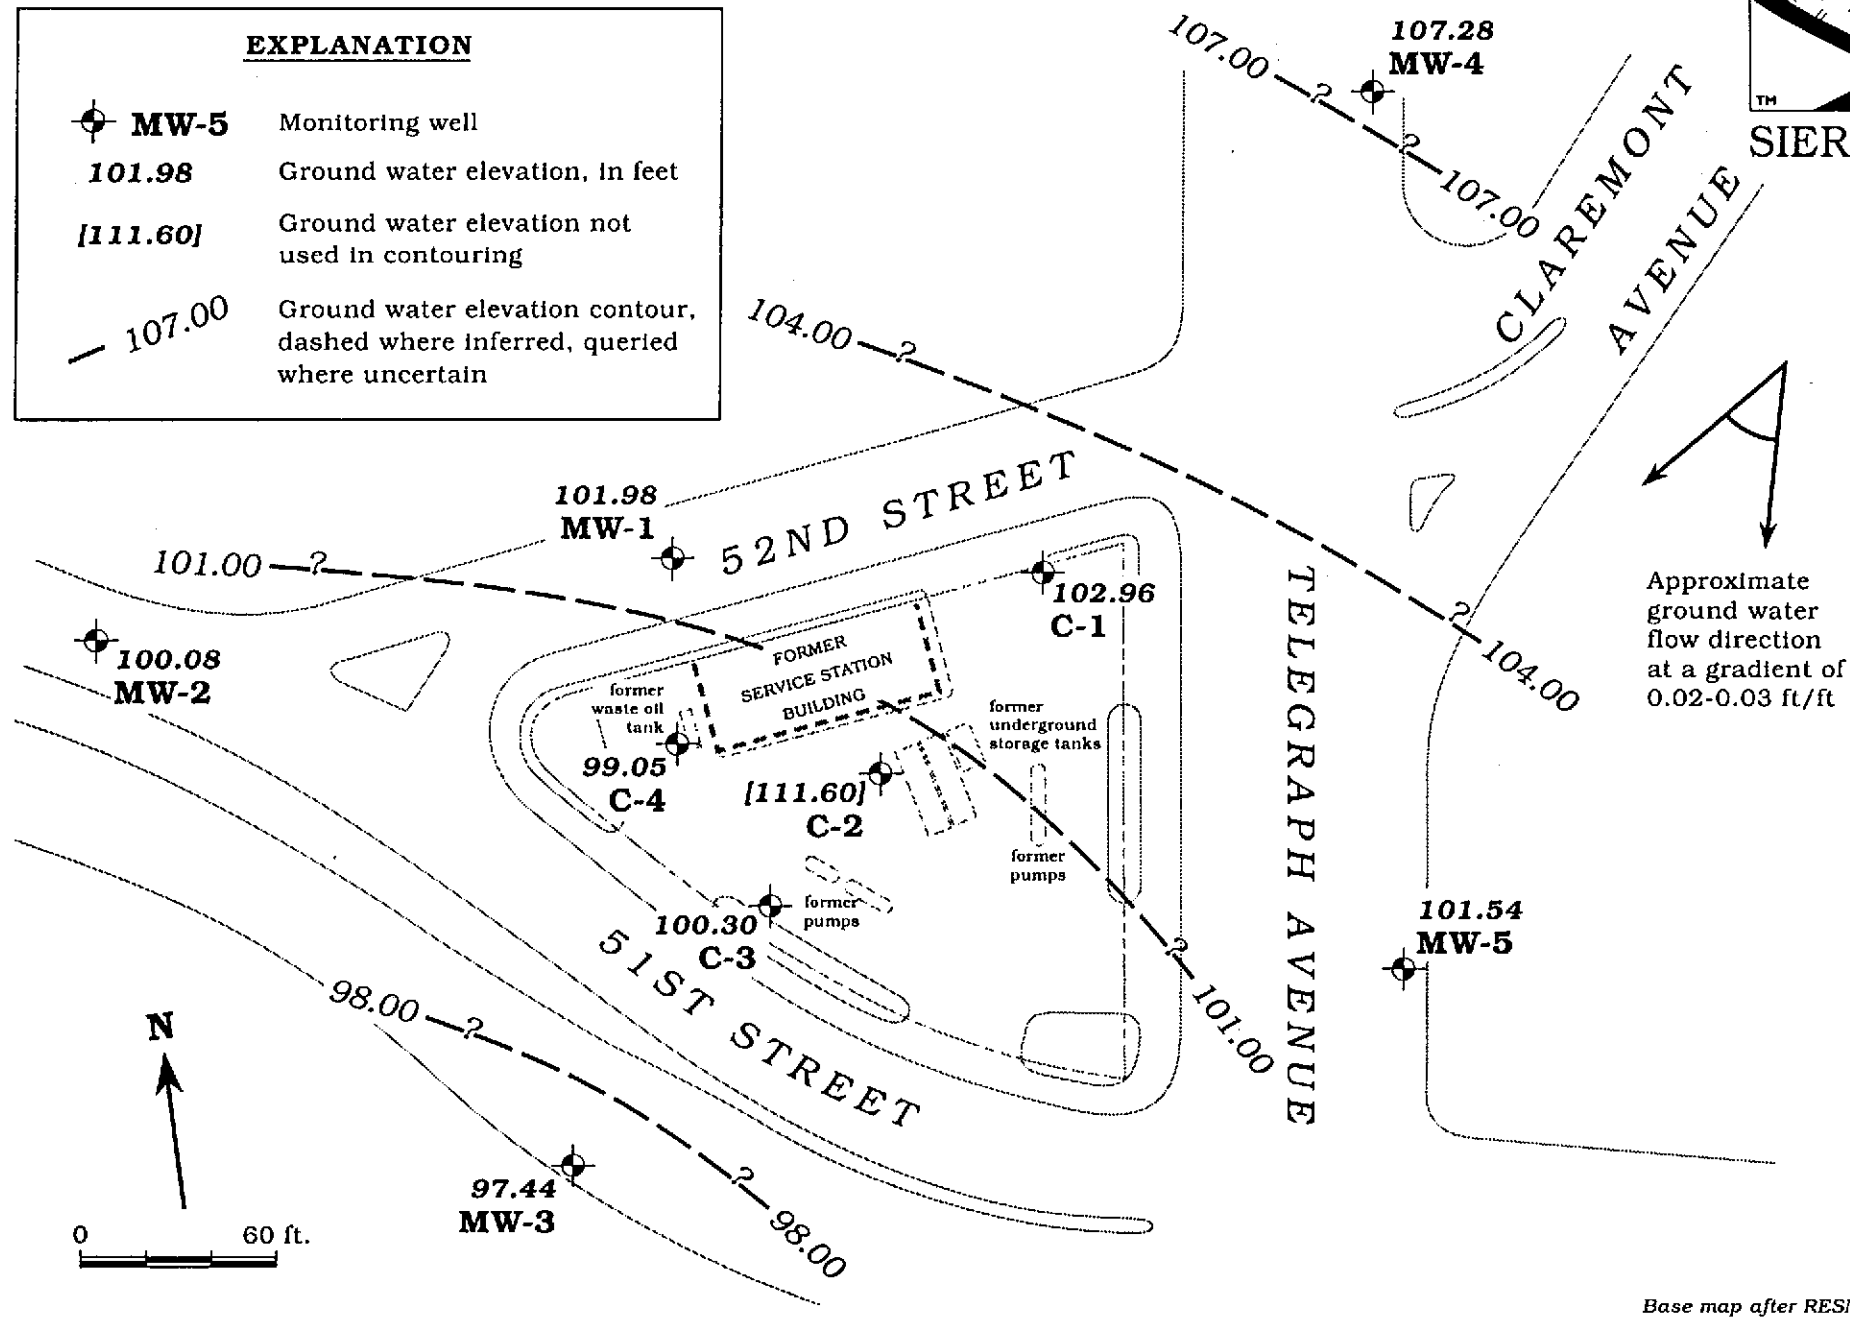 EXPLANATION
MW-5 Monitoring well
101.98 Ground water elevation, in feet
[111.60] Ground water elevation not
used in contouring
107.00 Ground water elevation contour,
dashed where inferred, queried
where uncertain
107.28
MW-4
107.00
?
?
107.00
TM
SIER
CLAREMONT
AVENUE
104.00
?
?
104.00
52ND STREET
101.98
MW-1
101.00
?
100.08
MW-2
102.96
C-1
FORMER
SERVICE STATION
BUILDING
former
waste oil
tank
99.05
C-4
former
underground
storage tanks
[111.60]
C-2
former
pumps
former
pumps
100.30
C-3
?
101.00
TELEGRAPH AVENUE
Approximate
ground water
flow direction
at a gradient of
0.02-0.03 ft/ft
101.54
MW-5
51ST STREET
98.00
?
?
98.00
97.44
MW-3
N
0 60 ft.
Base map after RES